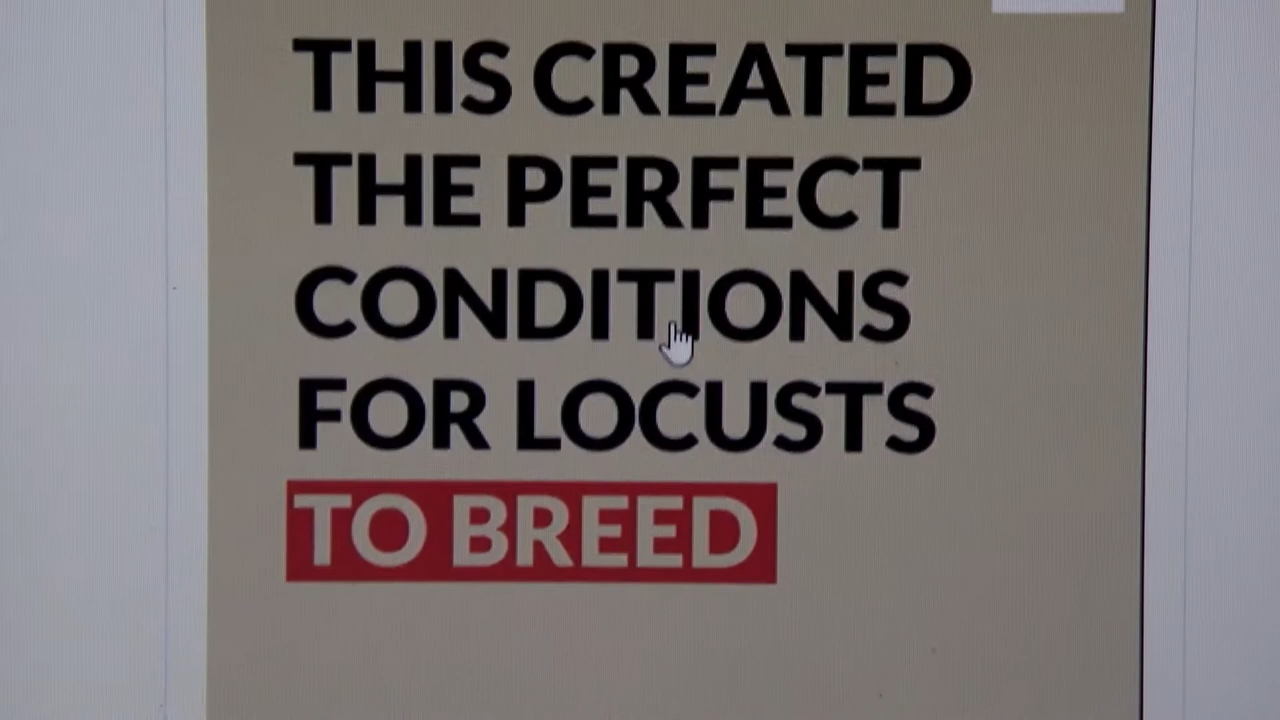 THIS CREATED
THE PERFECT
CONDITIONS
FOR LOCUSTS
TO BREED